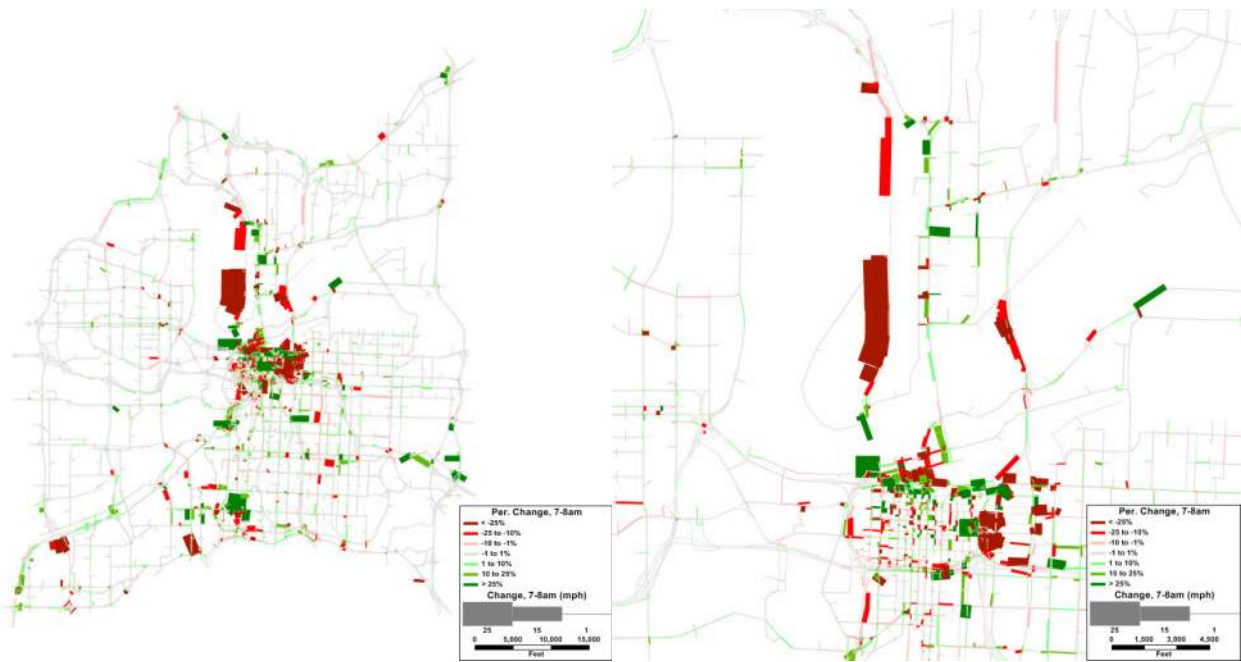 Per. Change, 7-8am
< -25%
-25 to -10%
-10 to -1%
-1 to 1%
1 to 10%
10 to 25%
> 25%
Change, 7-8am (mph)
25 15 1
0 5,000 10,000 15,000
Feet
Per. Change, 7-8am
< -25%
-25 to -10%
-10 to -1%
-1 to 1%
1 to 10%
10 to 25%
> 25%
Change, 7-8am (mph)
25 15 1
0 1,500 3,000 4,500
Feet